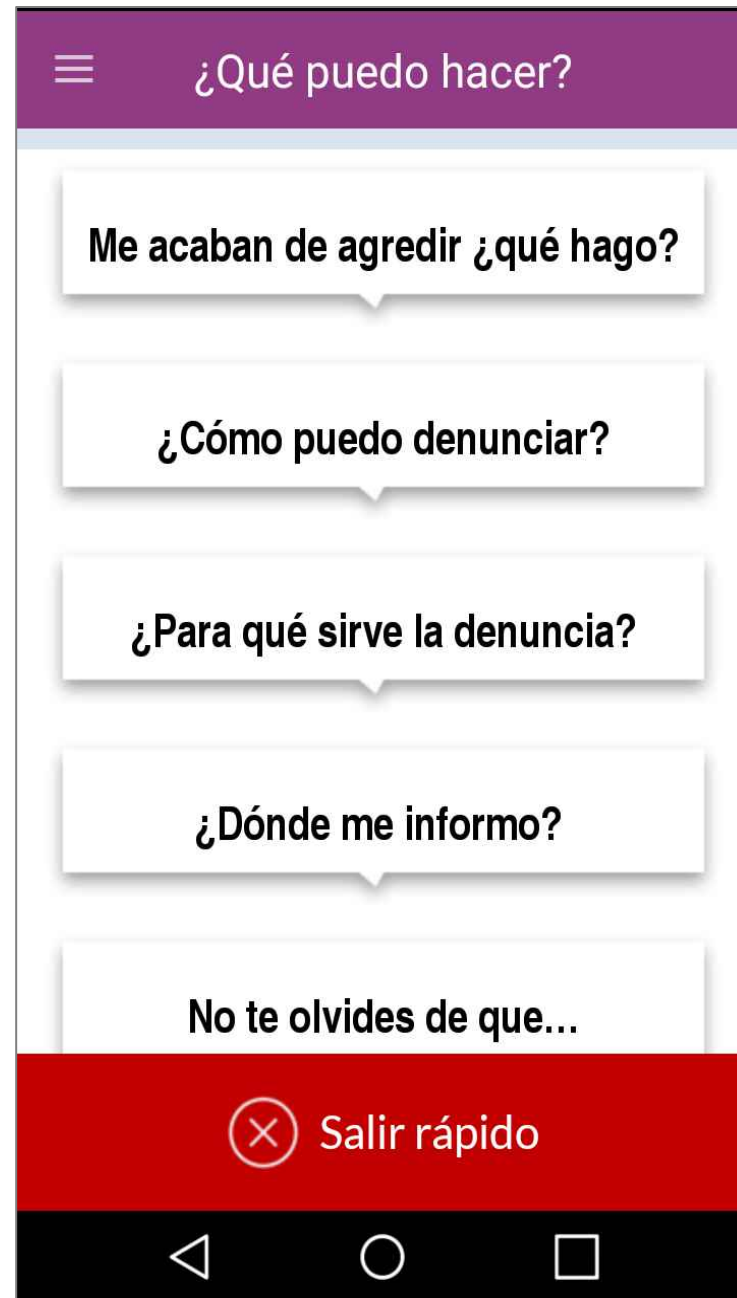 ¿Qué puedo hacer?
Me acaban de agredir ¿qué hago?
¿Cómo puedo denunciar?
¿Para qué sirve la denuncia?
¿Dónde me informo?
No te olvides de que...
Salir rápido